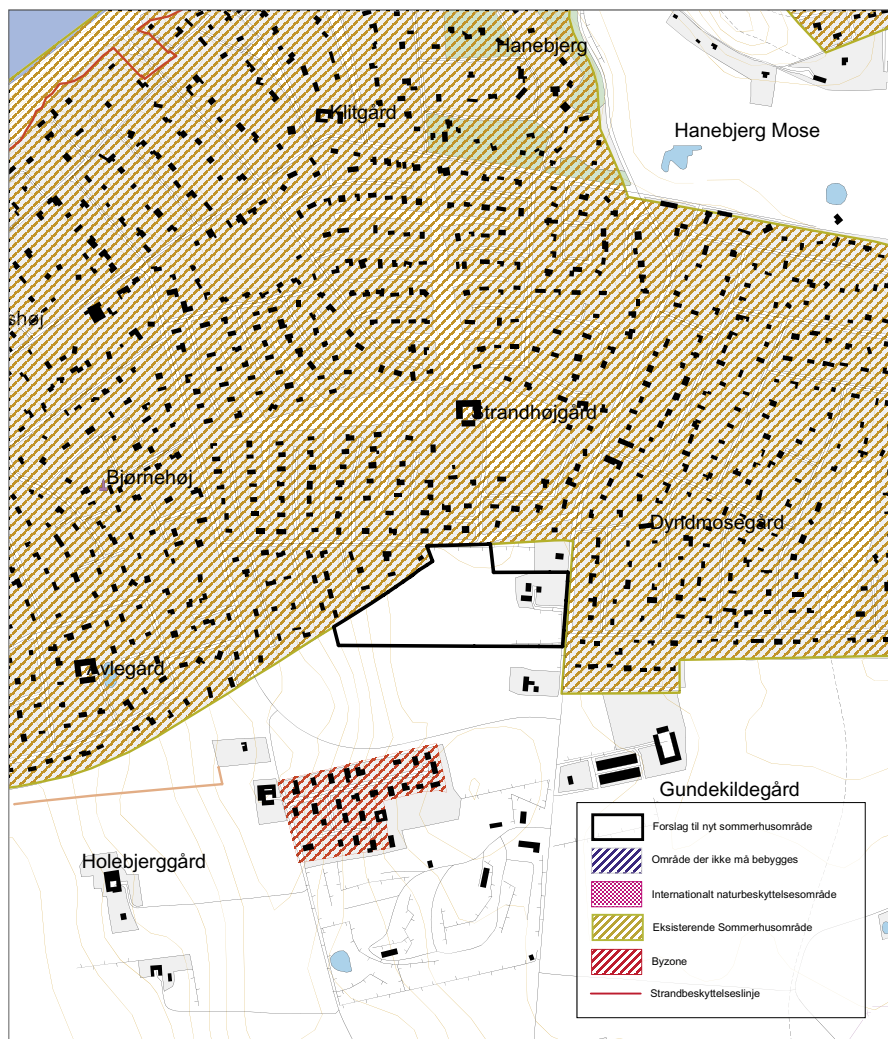 Hanebjerg
Klitgård
Hanebjerg Mose
shøj
Strandhøjgård
Bjørnehøj
Dyndmosegård
Avlegård
Gundekildegård
Holebjerggård
Forslag til nyt sommerhusområde
Område der ikke må bebygges
Internationalt naturbeskyttelsesområde
Eksisterende Sommerhusområde
Byzone
Strandbeskyttelseslinje